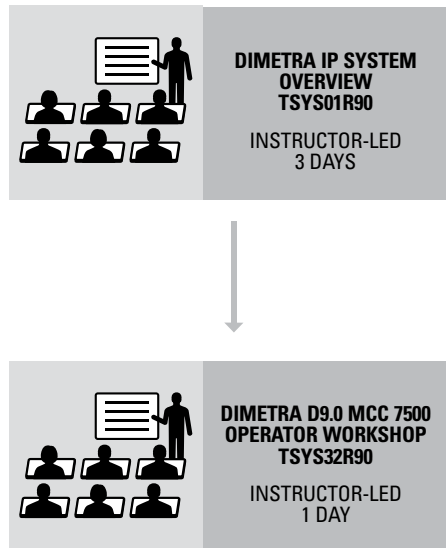 DIMETRA IP SYSTEM
OVERVIEW
TSYS01R90
INSTRUCTOR-LED
3 DAYS
DIMETRA D9.0 MCC 7500
OPERATOR WORKSHOP
TSYS32R90
INSTRUCTOR-LED
1 DAY